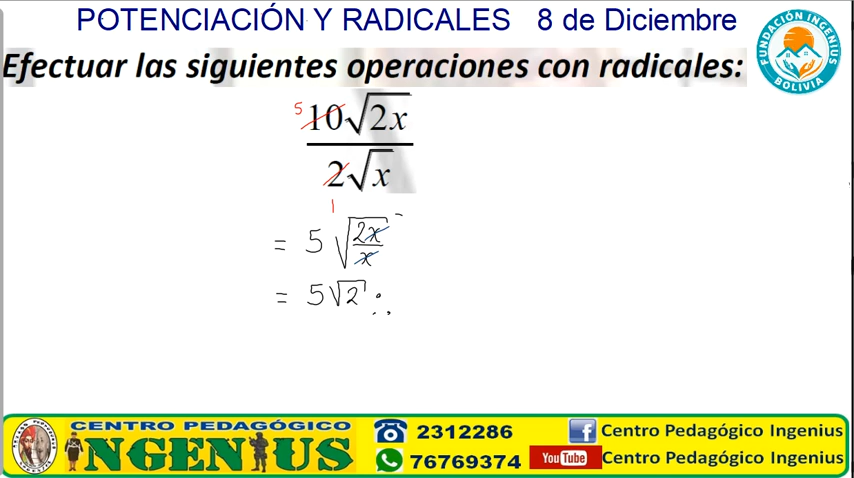 POTENCIACIÓN Y RADICALES 8 de Diciembre
FUNDACIÓN INGENIUS
BOLIVIA
Efectuar las siguientes operaciones con radicales:
5 10√2x
2√x
1
= 5 √2x/x
= 5√2 ∴
CENTRO PEDAGÓGICO
INGENIUS
2312286
76769374
Centro Pedagógico Ingenius
YouTube Centro Pedagógico Ingenius